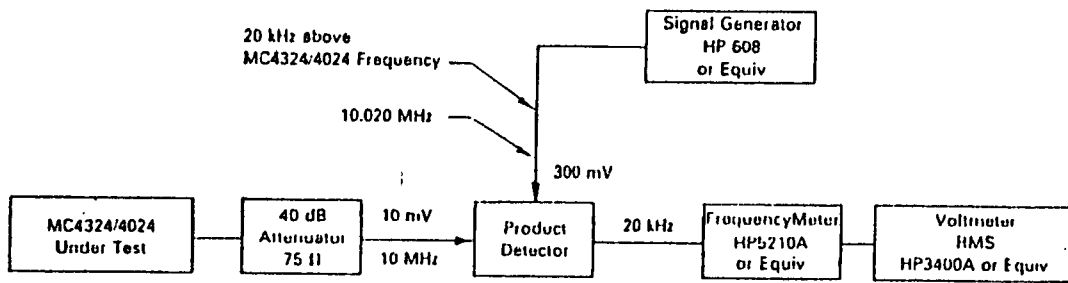 Signal Generator
HP 608
or Equiv
20 kHz above
MC4324/4024 Frequency
10.020 MHz
300 mV
MC4324/4024
Under Test
40 dB
Attenuator
75 Ω
10 mV
10 MHz
Product
Detector
20 kHz
FrequencyMeter
HP5210A
or Equiv
Voltmeter
RMS
HP3400A or Equiv